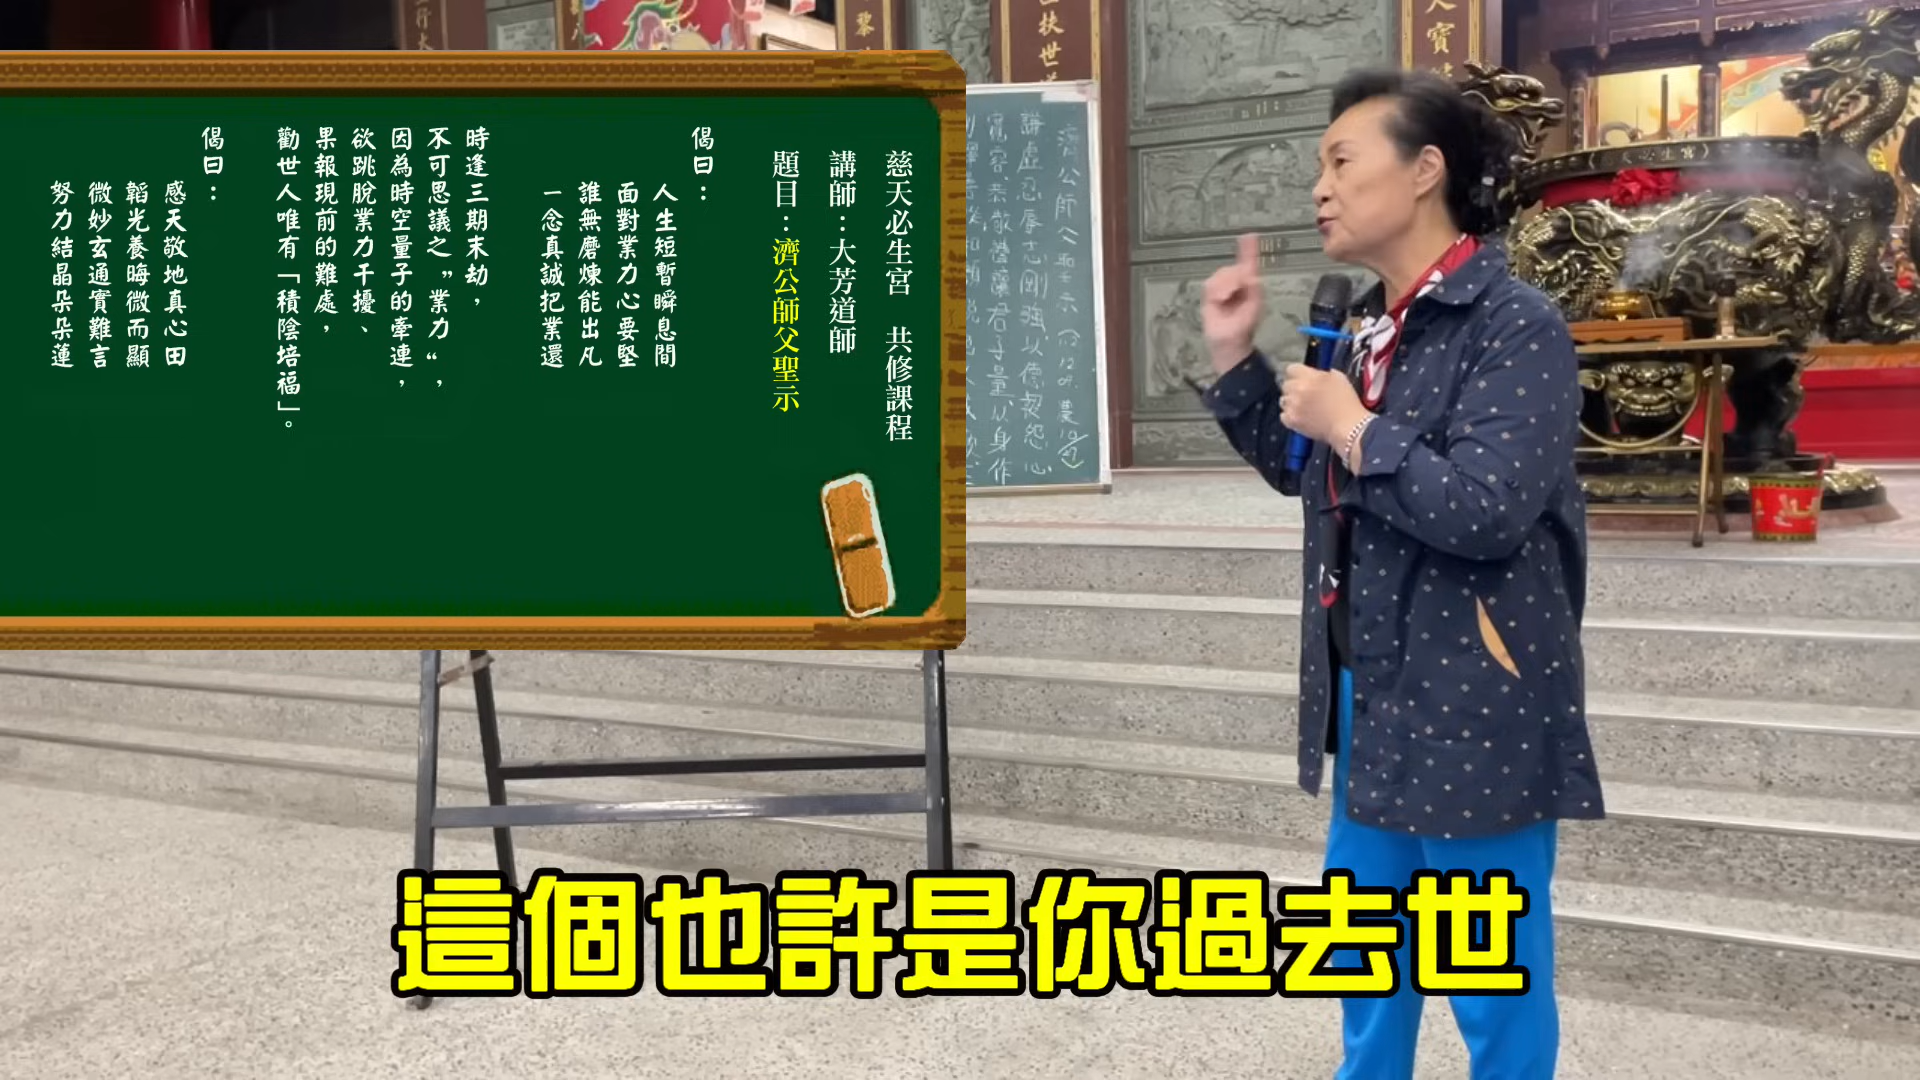 慈天必生宮　共修課程
講師：大芳道師
題目：濟公師父聖示
偈曰：
人生短暫瞬息間
面對業力心要堅
誰無磨煉能出凡
一念真誠把業還
時逢三期末劫，
不可思議之”業力“，
因為時空量子的牽連，
欲跳脫業力干擾、
果報現前的難處，
勸世人唯有「積陰培福」。
偈曰：
感天敬地真心田
韜光養晦微而顯
微妙玄通實難言
努力結晶朵朵蓮
這個也許是你過去世